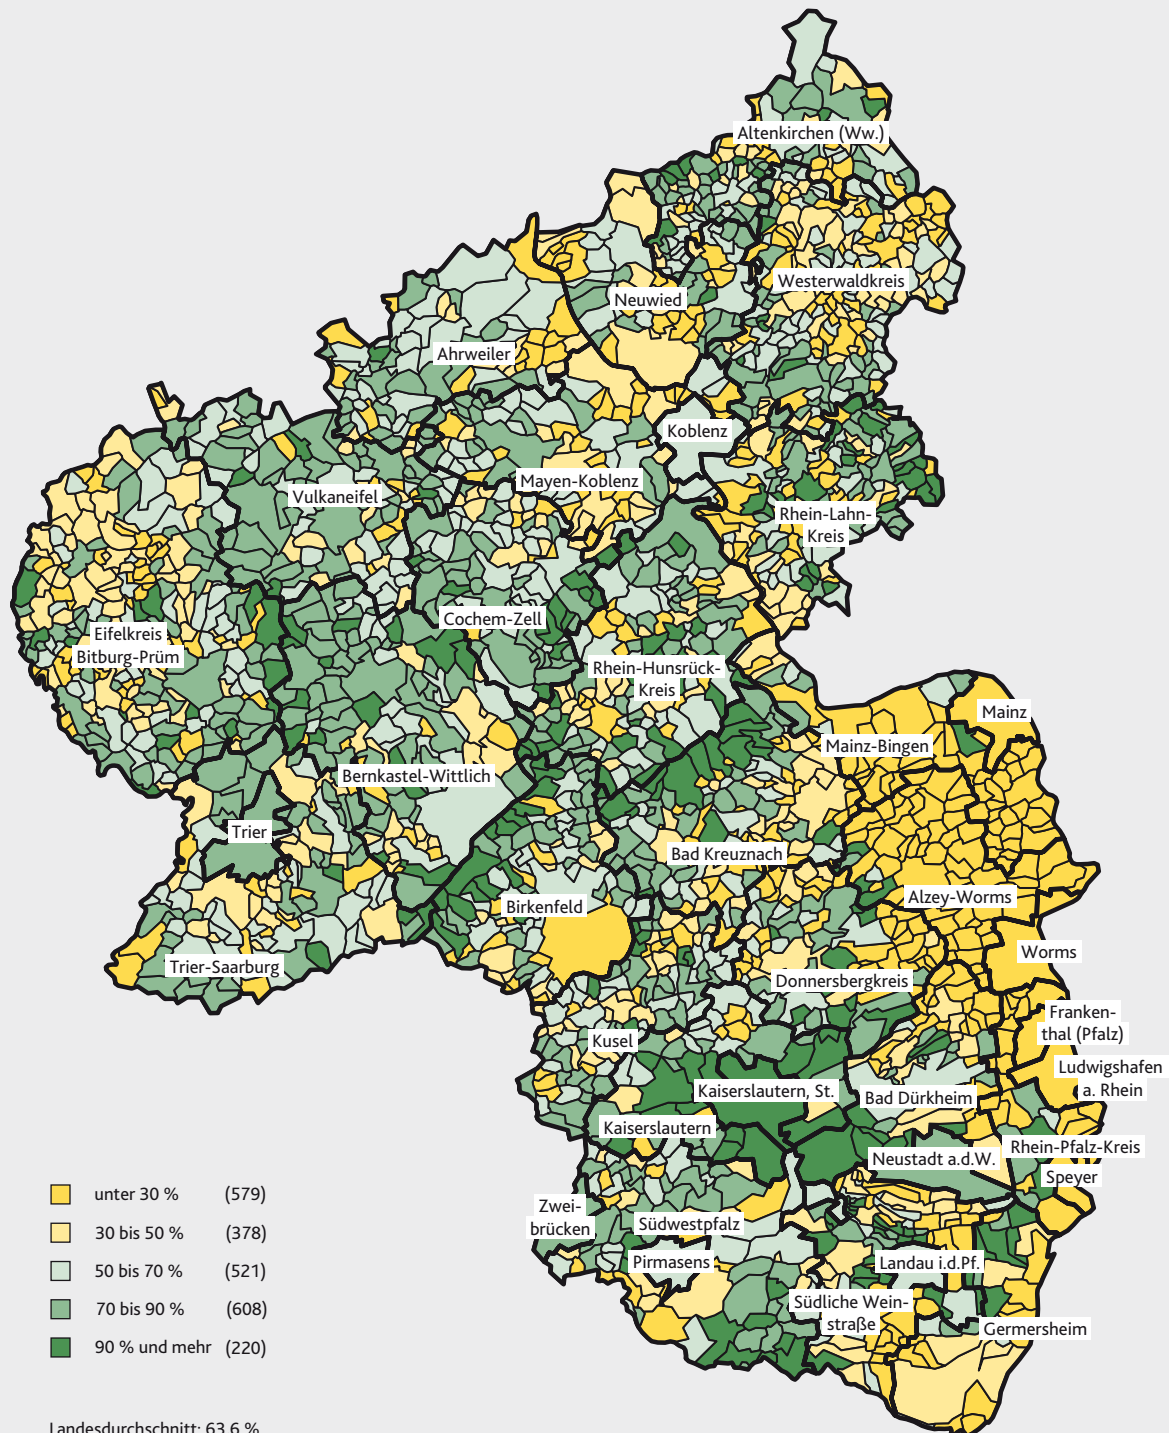 Altenkirchen (Ww.)
Westerwaldkreis
Neuwied
Ahrweiler
Koblenz
Mayen-Koblenz
Vulkaneifel
Rhein-Lahn-
Kreis
Cochem-Zell
Eifelkreis
Bitburg-Prüm
Rhein-Hunsrück-
Kreis
Mainz
Mainz-Bingen
Bernkastel-Wittlich
Trier
Bad Kreuznach
Alzey-Worms
Birkenfeld
Worms
Trier-Saarburg
Donnersbergkreis
Franken-
thal (Pfalz)
Kusel
Ludwigshafen
a. Rhein
Kaiserslautern, St.
Bad Dürkheim
Kaiserslautern
Rhein-Pfalz-Kreis
Neustadt a.d.W.
Speyer
Zwei-
brücken
Südwestpfalz
Pirmasens
Landau i.d.Pf.
Südliche Wein-
straße
Germersheim
unter 30 % (579)
30 bis 50 % (378)
50 bis 70 % (521)
70 bis 90 % (608)
90 % und mehr (220)
Landesdurchschnitt: 63,6 %